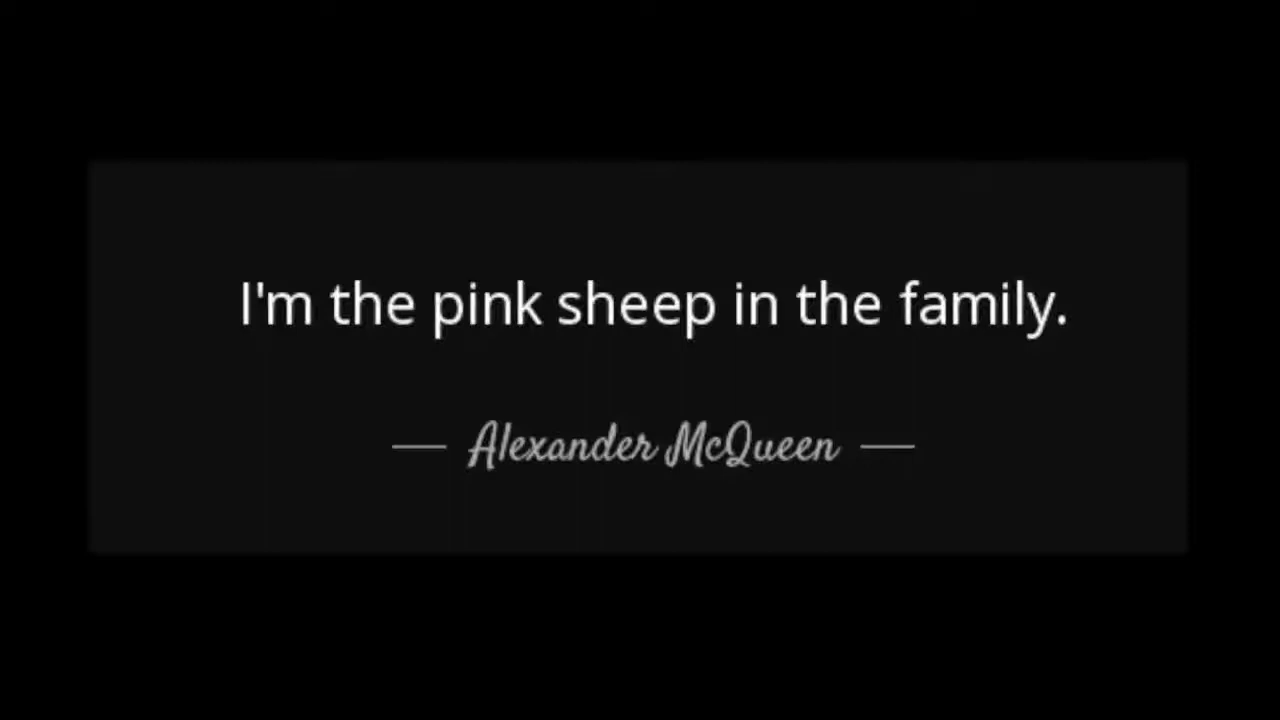 I'm the pink sheep in the family.
— Alexander McQueen —